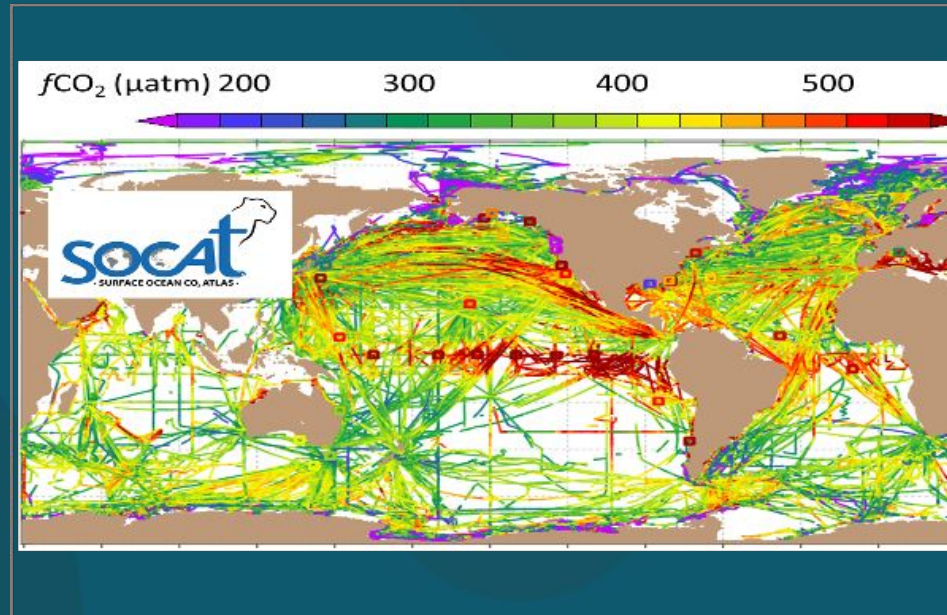 fCO₂ (µatm) 200 300 400 500
SOCAt
- SURFACE OCEAN CO₂ ATLAS -